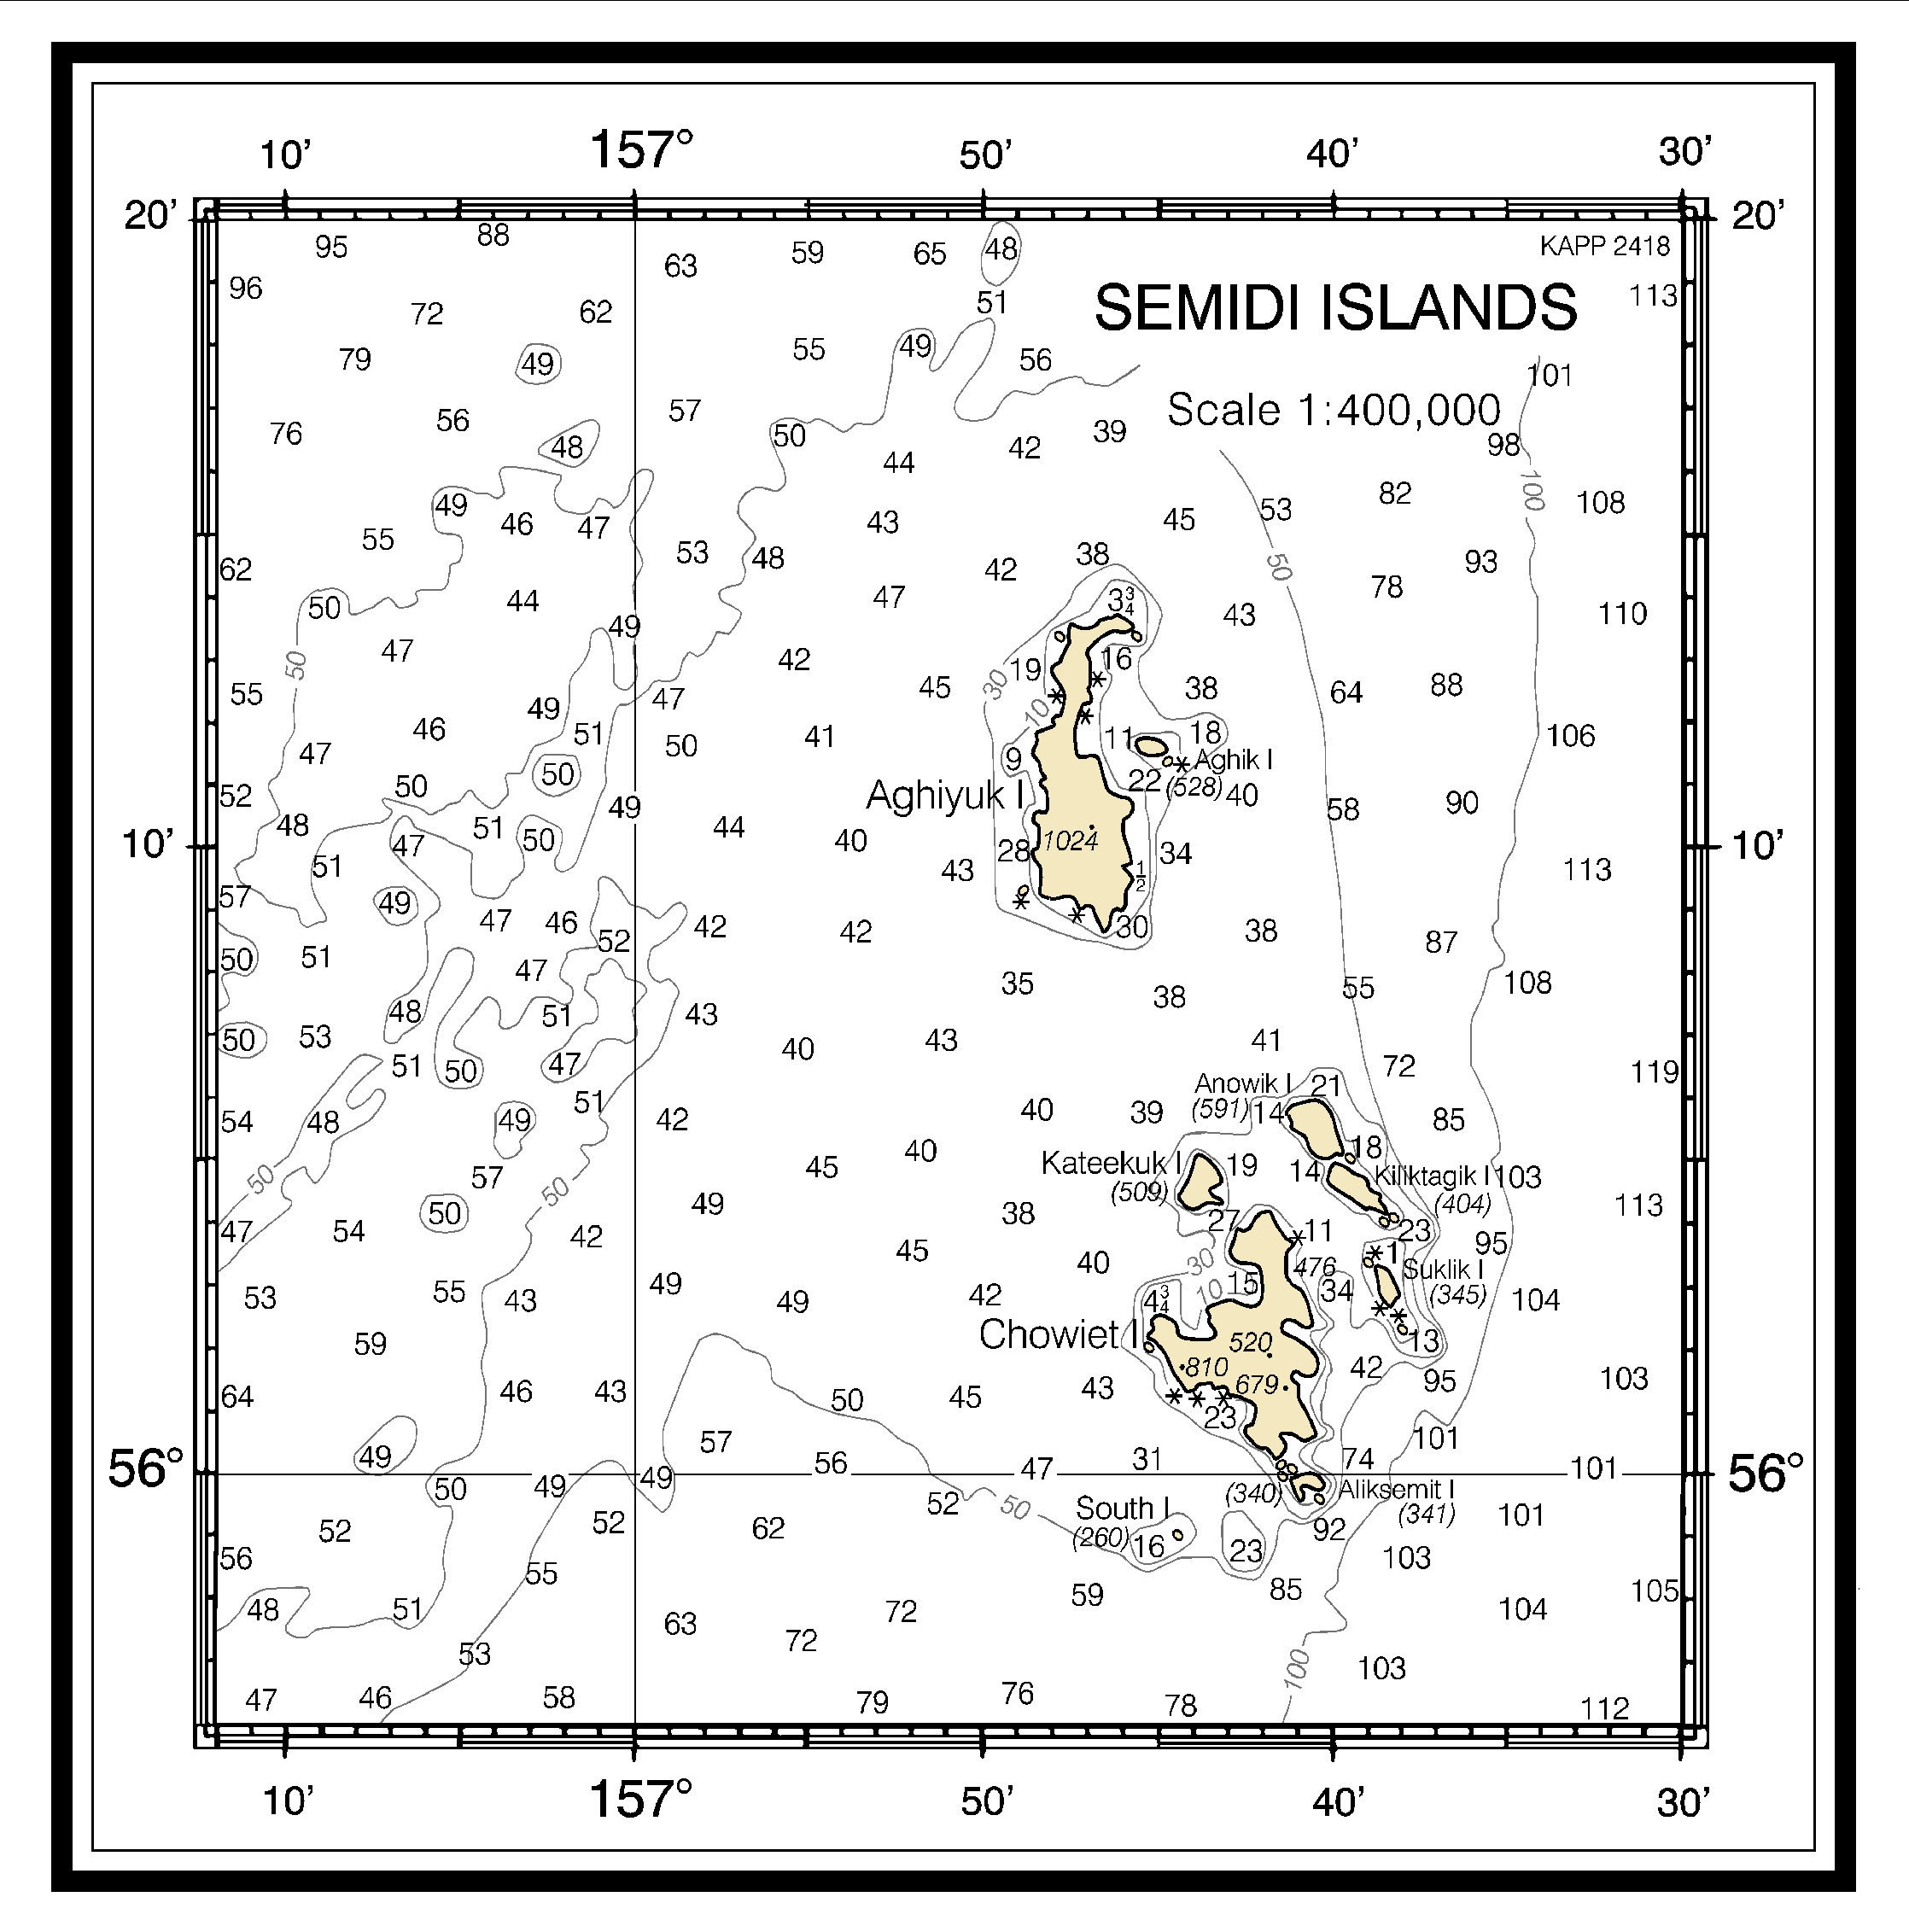 10' 157° 50' 40' 30'
20' 20'
95 88 63 59 65 48 KAPP 2418
96 51 113
SEMIDI ISLANDS
72 62
79 49 55 49 56 101
Scale 1:400,000
76 56 48 57 50 44 42 39 98
49 46 47 43 45 53 82 100 108
55 53 48 38 50 93
62 42 78
50 44 47 3 3/4 43 110
49
47 42 19 16
50 30
55 49 47 45 38 64 88
46 51 10 11 18 106
47 50 41 9
50 Aghik I
52 50 22 (528) 40
Aghiyuk I
49 58 90
48 51 50 44 40 1024
10' 10'
47 28 34
51 43 1/2 113
57 49 47 46 42 42 30 38 87
52
50 51 47 35 38 55 108
48 51 43
50 53 40 43 41
51 50 47 72 119
Anowik I 21
51
54 48 49 42 40 39 (591) 14 85
18
40
Kateekuk I 19 14 Kiliktagik I 103
45
50 57 50 (509) (404)
49 38 27 113
47 54 50 42 11 23
45 1 95
40 30 476 Suklik I
53 55 43 49 49 42 4 3/4 10 15 34 (345) 104
Chowiet I
59 520 13
810 42
64 46 43 50 45 43 679 95 103
23
57 101
49 56 47 31 74 101
56° 56°
50 49 49 Aliksemit I
52 50 (340) (341)
South I
52 52 62 (260) 16 23 92 101
56 55 103
59 85 105
48 51 63 72 104
72
53 100 103
47 46 58 79 76 78 112
10' 157° 50' 40' 30'